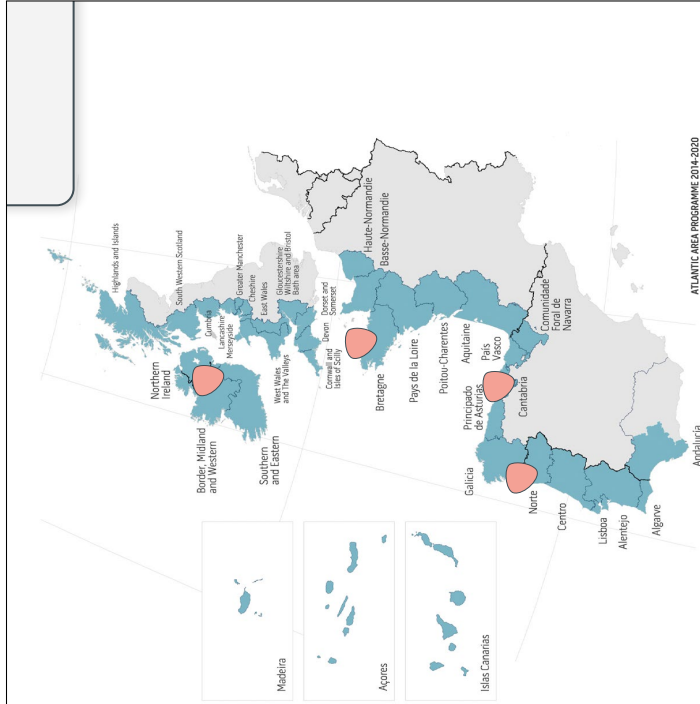 Highlands and Islands
South Western Scotland
Cumbria
Lancashire
Merseyside
Greater Manchester
Cheshire
East Wales
Gloucestershire
Wiltshire and Bristol
Bath area
West Wales
and The Valleys
Dorset and
Somerset
Devon
Cornwall and
Isles of Scilly
Northern
Ireland
Border, Midland
and Western
Southern
and Eastern
Haute-Normandie
Basse-Normandie
Bretagne
Pays de la Loire
Poitou-Charentes
Aquitaine
País
Vasco
Comunidade
Foral de
Navarra
Principado
de Asturias
Cantabria
Galicia
Norte
Centro
Lisboa
Alentejo
Algarve
Andalucía
Madeira
Açores
Islas Canarias
ATLANTIC AREA PROGRAMME 2014-2020